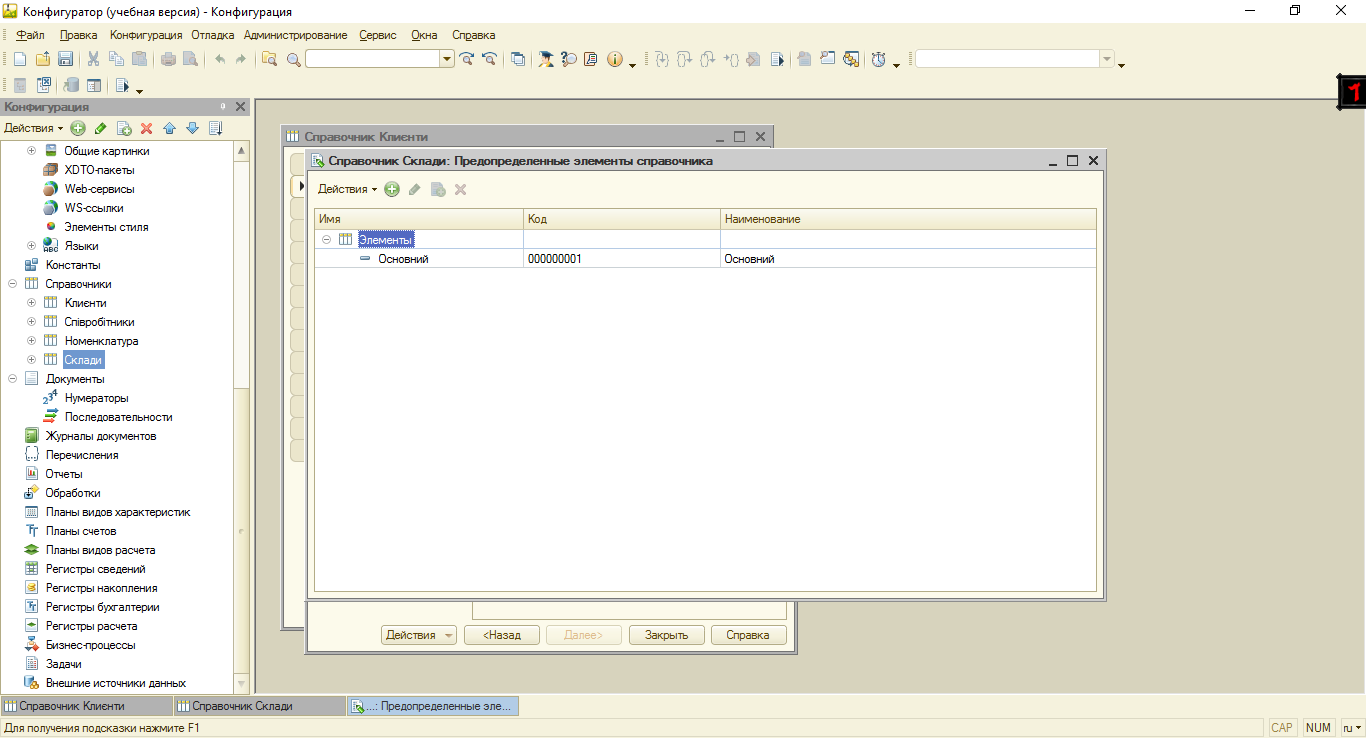 Конфигуратор (учебная версия) - Конфигурация
Файл Правка Конфигурация Отладка Администрирование Сервис Окна Справка
Конфигурация
Действия
Общие картинки
XDTO-пакеты
Web-сервисы
WS-ссылки
Элементы стиля
Языки
Константы
Справочники
Клиєнти
Співробітники
Номенклатура
Склади
Документы
Нумераторы
Последовательности
Журналы документов
Перечисления
Отчеты
Обработки
Планы видов характеристик
Планы счетов
Планы видов расчета
Регистры сведений
Регистры накопления
Регистры бухгалтерии
Регистры расчета
Бизнес-процессы
Задачи
Внешние источники данных
Справочник Клиєнти
Справочник Склади: Предопределенные элементы справочника
Действия
Имя Код Наименование
Элементы
Основний 000000001 Основний
Действия <Назад Далее> Закрыть Справка
1
Справочник Клиєнти Справочник Склади ...: Предопределенные эле...
Для получения подсказки нажмите F1 CAP NUM ru